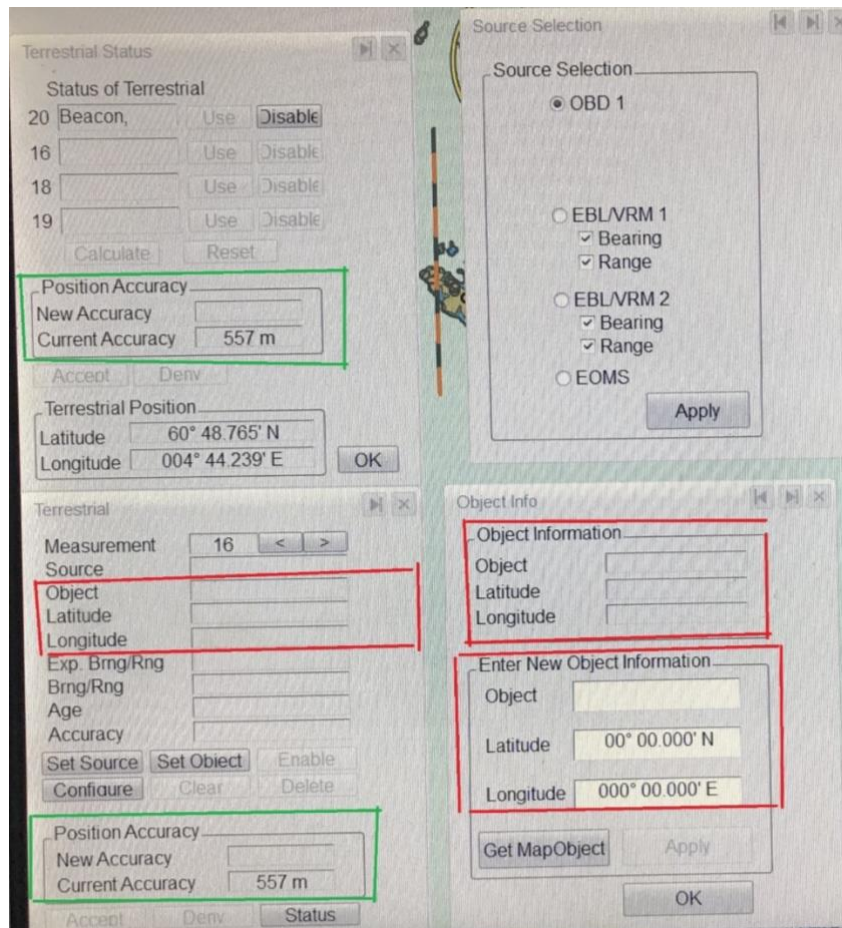 Terrestrial Status
Status of Terrestrial
20 Beacon, Use Disable
16 Use Disable
18 Use Disable
19 Use Disable
Calculate Reset
Position Accuracy
New Accuracy
Current Accuracy 557 m
Accept Deny
Terrestrial Position
Latitude 60° 48.765' N
Longitude 004° 44.239' E OK
Source Selection
Source Selection
OBD 1
EBL/VRM 1
Bearing
Range
EBL/VRM 2
Bearing
Range
EOMS
Apply
Terrestrial
Measurement 16 < >
Source
Object
Latitude
Longitude
Exp. Brng/Rng
Brng/Rng
Age
Accuracy
Set Source Set Object Enable
Configure Clear Delete
Position Accuracy
New Accuracy
Current Accuracy 557 m
Accept Deny Status
Object Info
Object Information
Object
Latitude
Longitude
Enter New Object Information
Object
Latitude 00° 00.000' N
Longitude 000° 00.000' E
Get MapObject Apply
OK